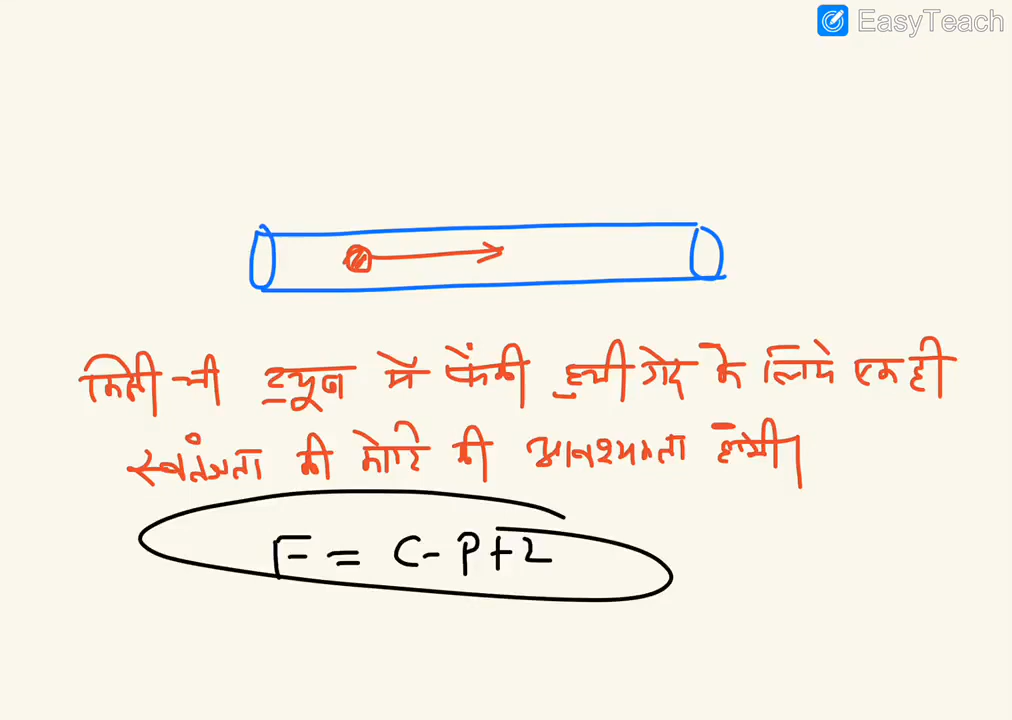 EasyTeach
किसी भी ट्यूब में फेंकी हुयी गेंद के लिये एक ही
स्वतंत्रता की कोटि की आवश्यकता होगी।
F = C - P + 2